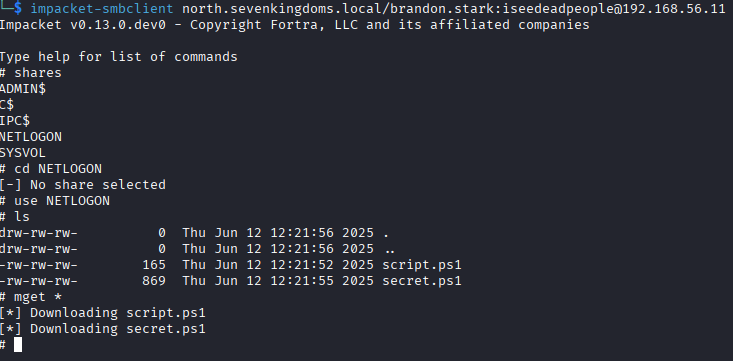 └─$ impacket-smbclient north.sevenkingdoms.local/brandon.stark:iseedeadpeople@192.168.56.11
Impacket v0.13.0.dev0 - Copyright Fortra, LLC and its affiliated companies
Type help for list of commands
# shares
ADMIN$
C$
IPC$
NETLOGON
SYSVOL
# cd NETLOGON
[-] No share selected
# use NETLOGON
# ls
drw-rw-rw-          0  Thu Jun 12 12:21:56 2025 .
drw-rw-rw-          0  Thu Jun 12 12:21:56 2025 ..
-rw-rw-rw-        165  Thu Jun 12 12:21:52 2025 script.ps1
-rw-rw-rw-        869  Thu Jun 12 12:21:55 2025 secret.ps1
# mget *
[*] Downloading script.ps1
[*] Downloading secret.ps1
#